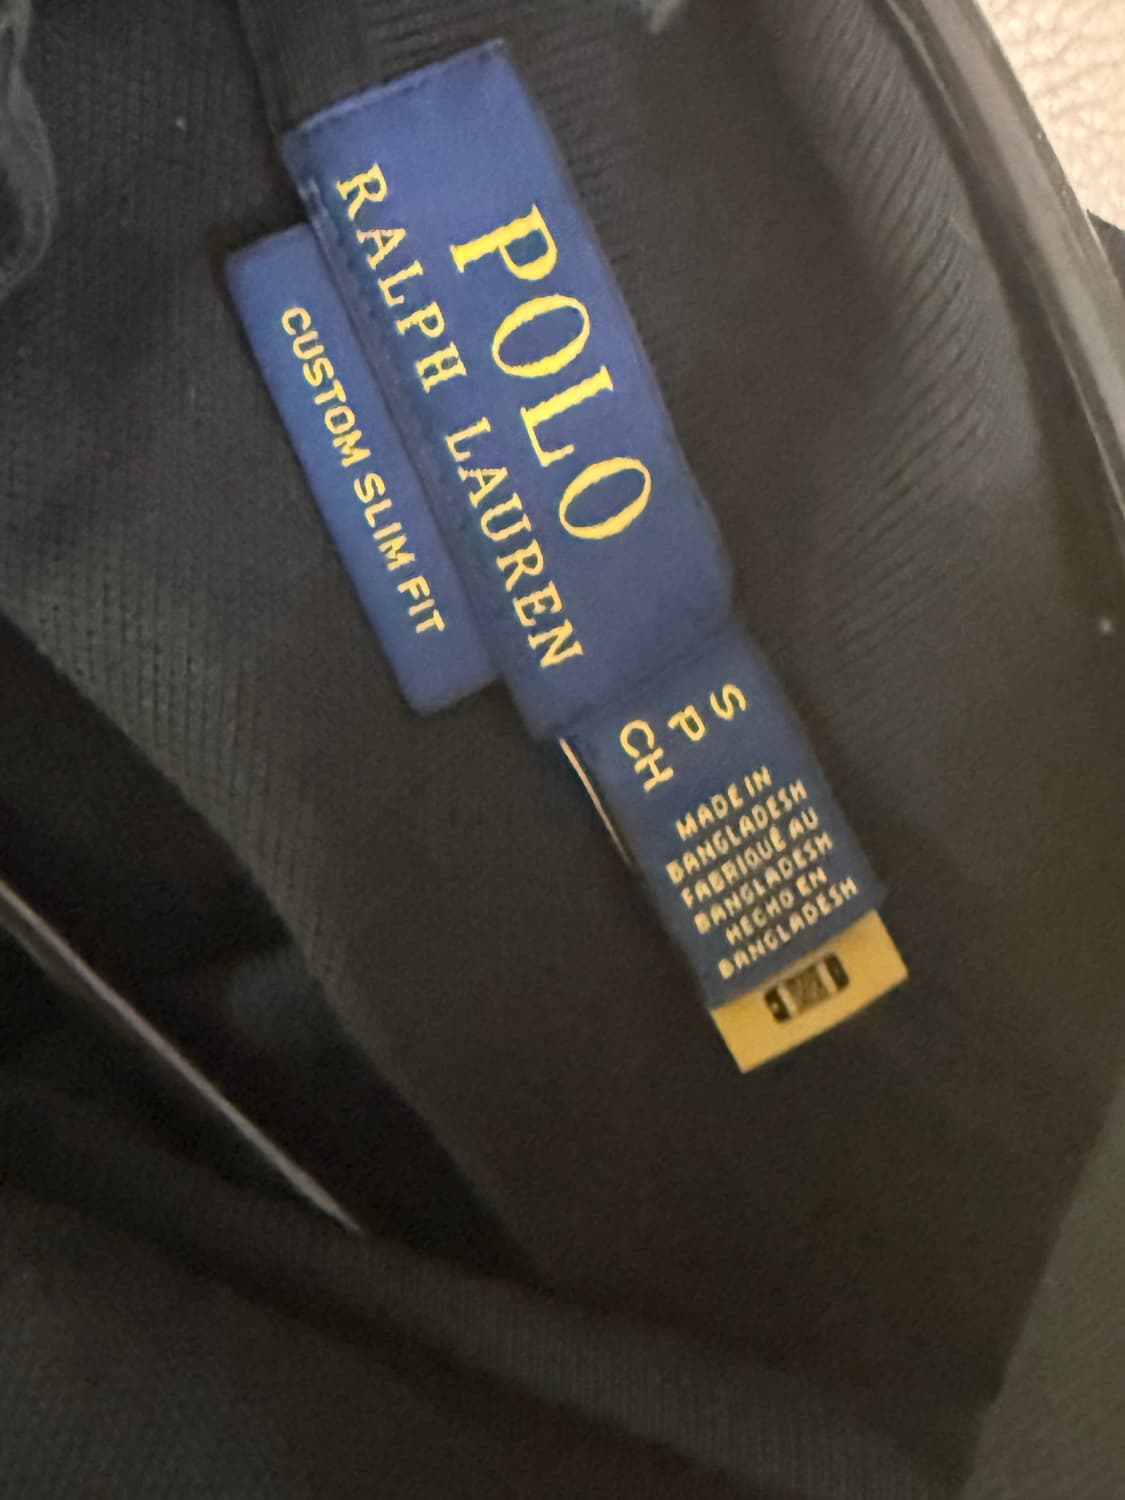 POLO
RALPH LAUREN
CUSTOM SLIM FIT
S
P
CH
MADE IN
BANGLADESH
FABRIQUÉ AU
BANGLADESH
HECHO EN
BANGLADESH